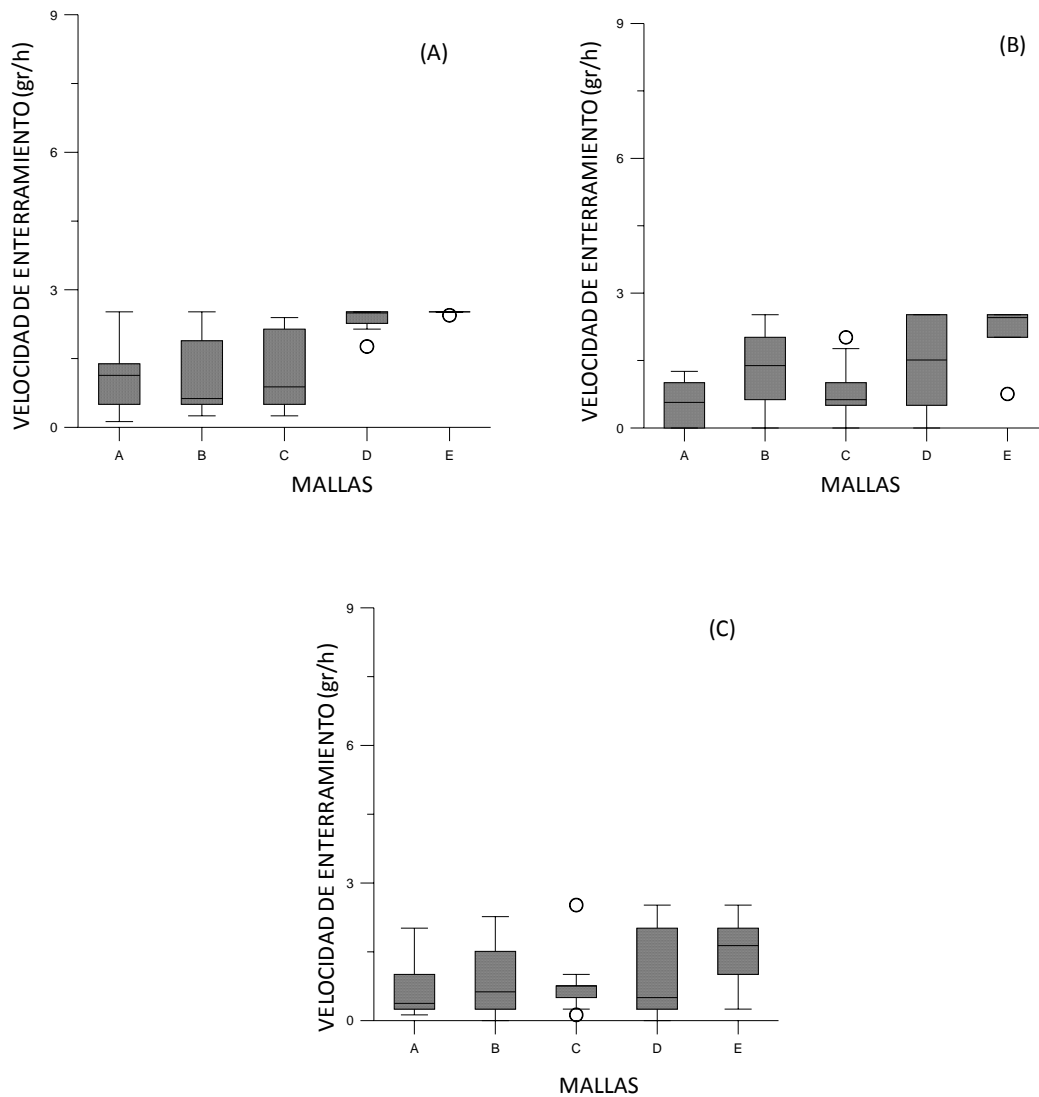 (A)
VELOCIDAD DE ENTERRAMIENTO (gr/h)
9
6
3
0
A B C D E
MALLAS
(B)
VELOCIDAD DE ENTERRAMIENTO (gr/h)
9
6
3
0
A B C D E
MALLAS
(C)
VELOCIDAD DE ENTERRAMIENTO (gr/h)
9
6
3
0
A B C D E
MALLAS